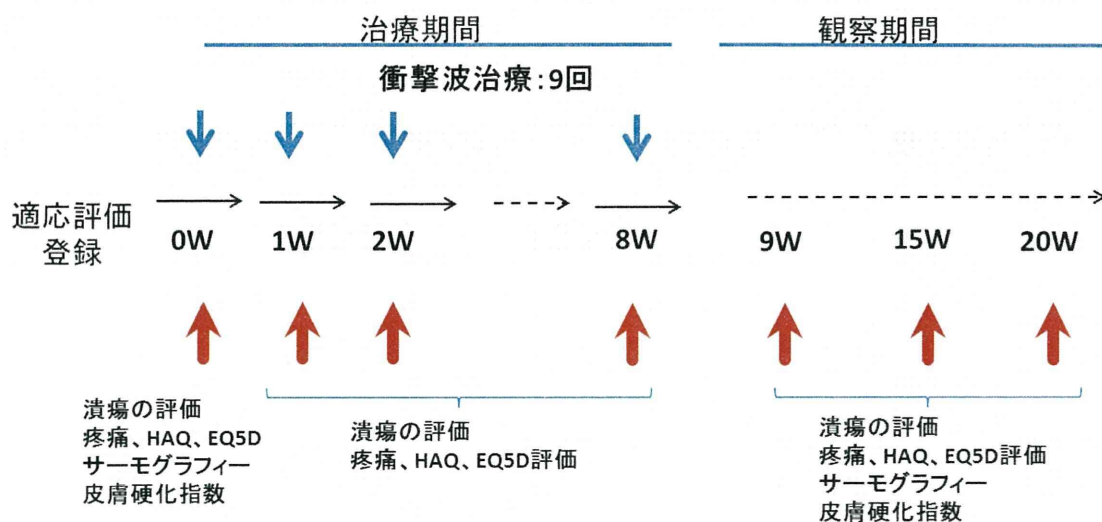 治療期間
観察期間
衝撃波治療:9回
適応評価
登録
0W
1W
2W
8W
9W
15W
20W
潰瘍の評価
疼痛、HAQ、EQ5D
サーモグラフィー
皮膚硬化指数
潰瘍の評価
疼痛、HAQ、EQ5D評価
潰瘍の評価
疼痛、HAQ、EQ5D評価
サーモグラフィー
皮膚硬化指数